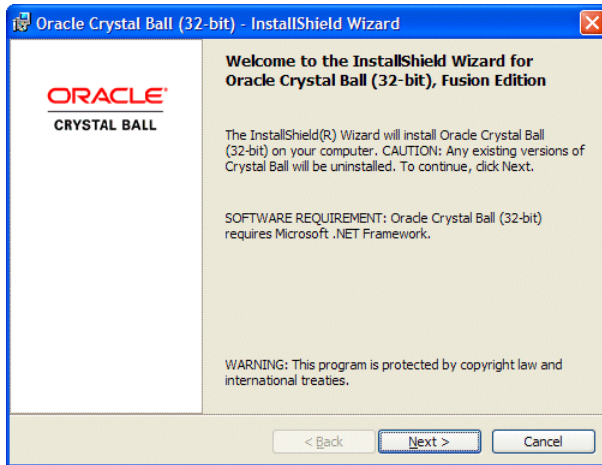 Oracle Crystal Ball (32-bit) - InstallShield Wizard
ORACLE
CRYSTAL BALL
Welcome to the InstallShield Wizard for
Oracle Crystal Ball (32-bit), Fusion Edition
The InstallShield(R) Wizard will install Oracle Crystal Ball
(32-bit) on your computer. CAUTION: Any existing versions of
Crystal Ball will be uninstalled. To continue, click Next.
SOFTWARE REQUIREMENT: Oracle Crystal Ball (32-bit)
requires Microsoft .NET Framework.
WARNING: This program is protected by copyright law and
international treaties.
< Back Next > Cancel